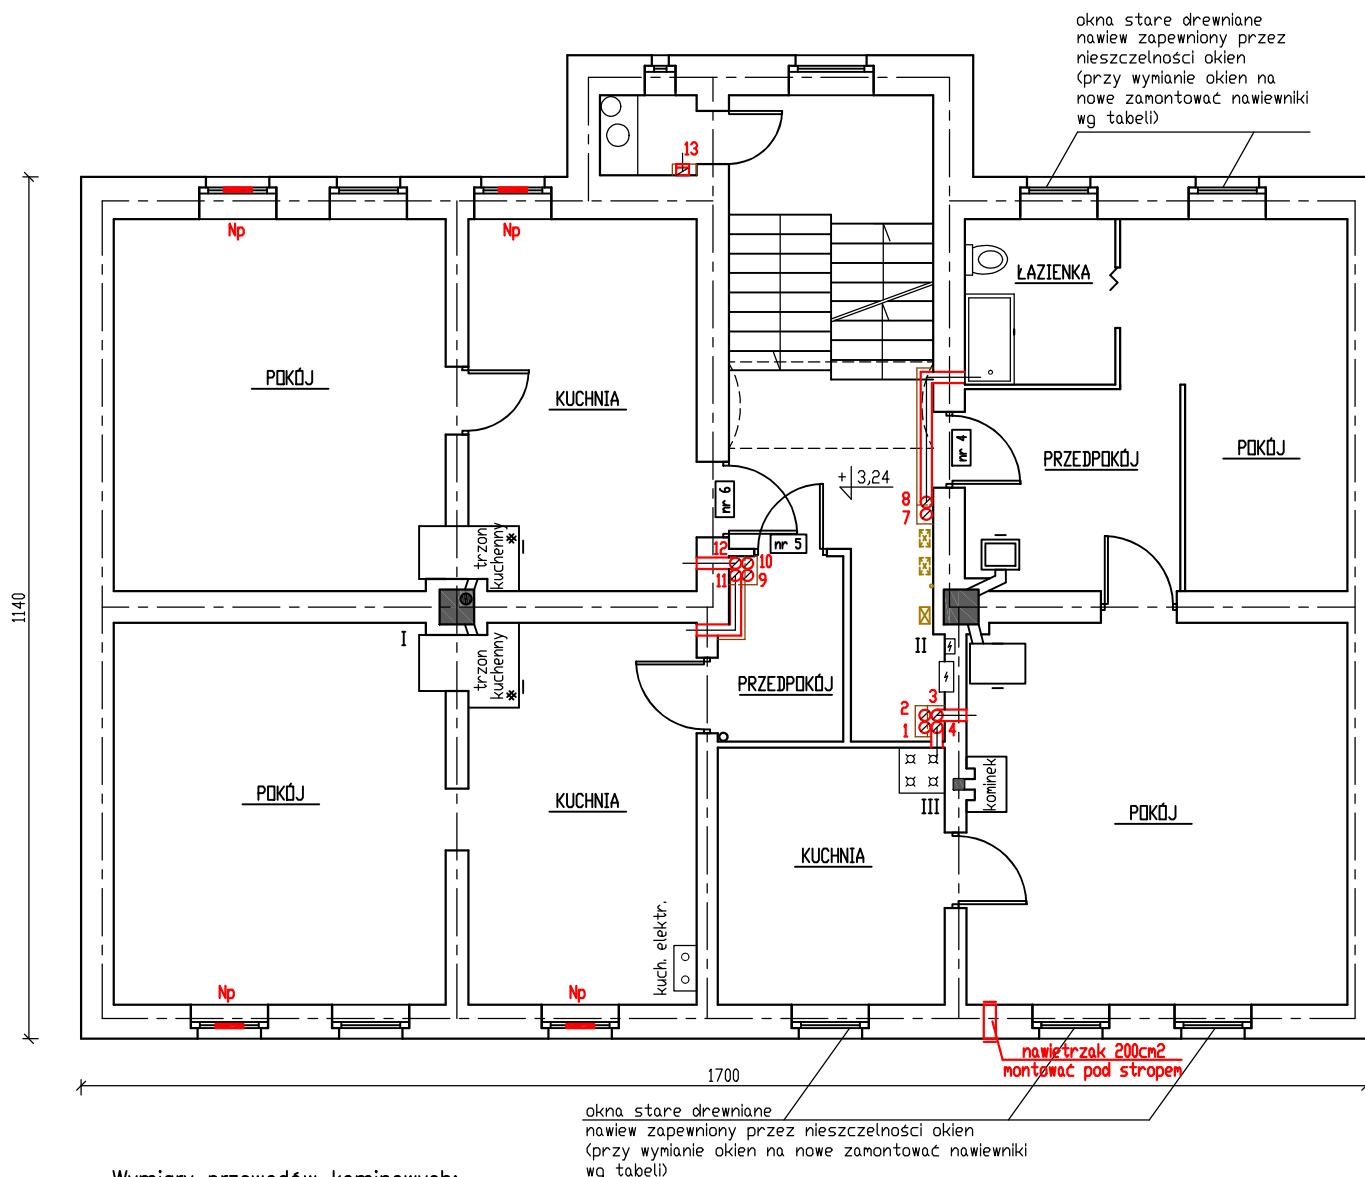 okna stare drewniane
nawiew zapewniony przez
nieszczelności okien
(przy wymianie okien na
nowe zamontować nawiewniki
wg tabeli)
13
Np
Np
ŁAZIENKA
POKÓJ
KUCHNIA
PRZEDPOKÓJ
POKÓJ
nr 4
+ 3,24
nr 6
8
7
nr 5
12
10
11
9
trzon
kuchenny
1140
I
II
trzon
kuchenny
PRZEDPOKÓJ
3
2
1
4
POKÓJ
KUCHNIA
kominek
III
POKÓJ
KUCHNIA
kuch. elektr.
Np
Np
nawietrzak 200cm2
montować pod stropem
1700
okna stare drewniane
nawiew zapewniony przez nieszczelności okien
(przy wymianie okien na nowe zamontować nawiewniki
wg tabeli)
Wymiary przewodów kominowych: